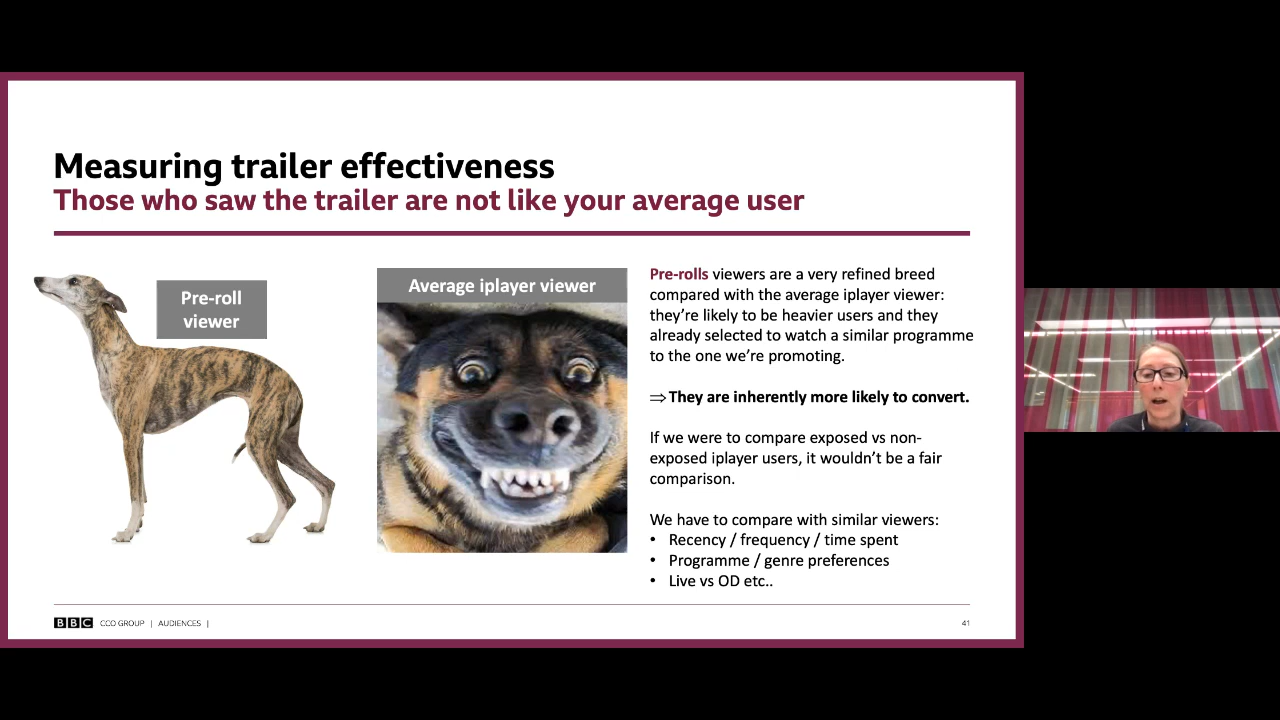 Measuring trailer effectiveness
Those who saw the trailer are not like your average user
Pre-roll
viewer
Average iplayer viewer
Pre-rolls viewers are a very refined breed
compared with the average iplayer viewer:
they're likely to be heavier users and they
already selected to watch a similar programme
to the one we're promoting.
⇒ They are inherently more likely to convert.
If we were to compare exposed vs non-
exposed iplayer users, it wouldn't be a fair
comparison.
We have to compare with similar viewers:
• Recency / frequency / time spent
• Programme / genre preferences
• Live vs OD etc..
BBC CCO GROUP | AUDIENCES |
41